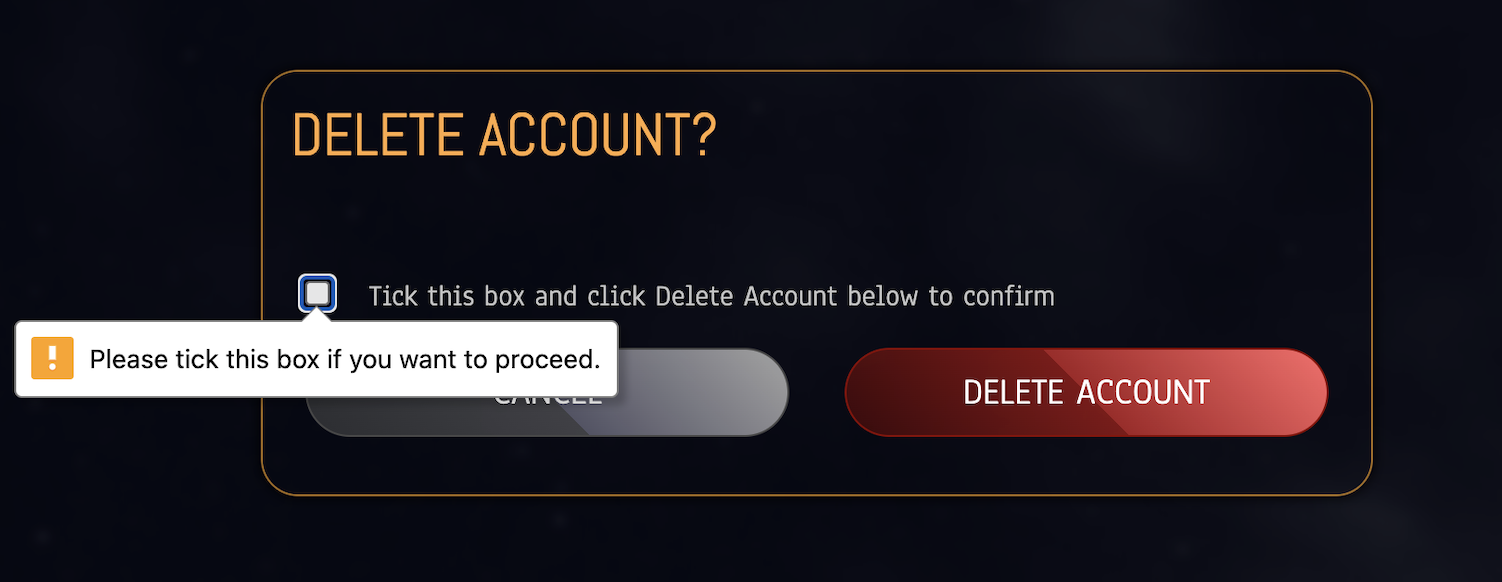 DELETE ACCOUNT?
Tick this box and click Delete Account below to confirm
Please tick this box if you want to proceed.
CANCEL
DELETE ACCOUNT